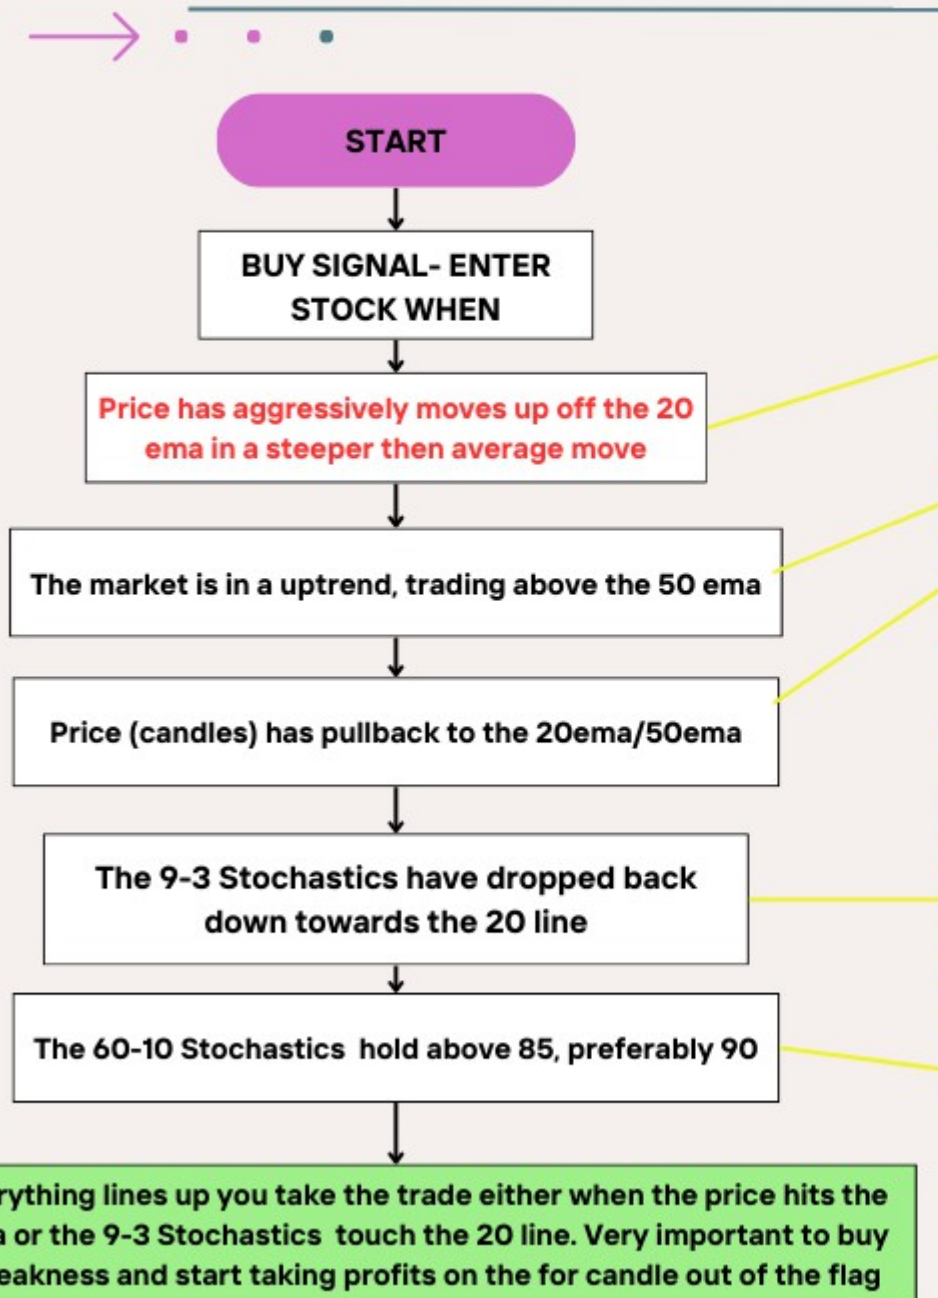 START
BUY SIGNAL- ENTER
STOCK WHEN
Price has aggressively moves up off the 20
ema in a steeper then average move
The market is in a uptrend, trading above the 50 ema
Price (candles) has pullback to the 20ema/50ema
The 9-3 Stochastics have dropped back
down towards the 20 line
The 60-10 Stochastics hold above 85, preferably 90
lines up you take the trade either when the price hits the
or the 9-3 Stochastics touch the 20 line. Very important to buy
and start taking profits on the for candle out of the flag